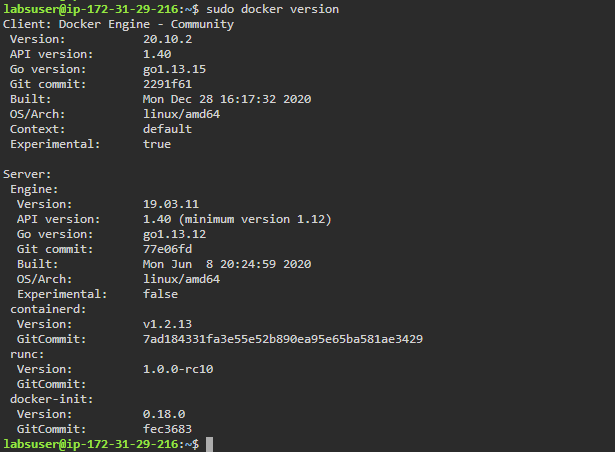 labsuser@ip-172-31-29-216:~$ sudo docker version
Client: Docker Engine - Community
 Version:           20.10.2
 API version:       1.40
 Go version:        go1.13.15
 Git commit:        2291f61
 Built:             Mon Dec 28 16:17:32 2020
 OS/Arch:           linux/amd64
 Context:           default
 Experimental:      true

Server:
 Engine:
  Version:          19.03.11
  API version:      1.40 (minimum version 1.12)
  Go version:       go1.13.12
  Git commit:       77e06fd
  Built:            Mon Jun  8 20:24:59 2020
  OS/Arch:          linux/amd64
  Experimental:     false
 containerd:
  Version:          v1.2.13
  GitCommit:        7ad184331fa3e55e52b890ea95e65ba581ae3429
 runc:
  Version:          1.0.0-rc10
  GitCommit:
 docker-init:
  Version:          0.18.0
  GitCommit:        fec3683
labsuser@ip-172-31-29-216:~$